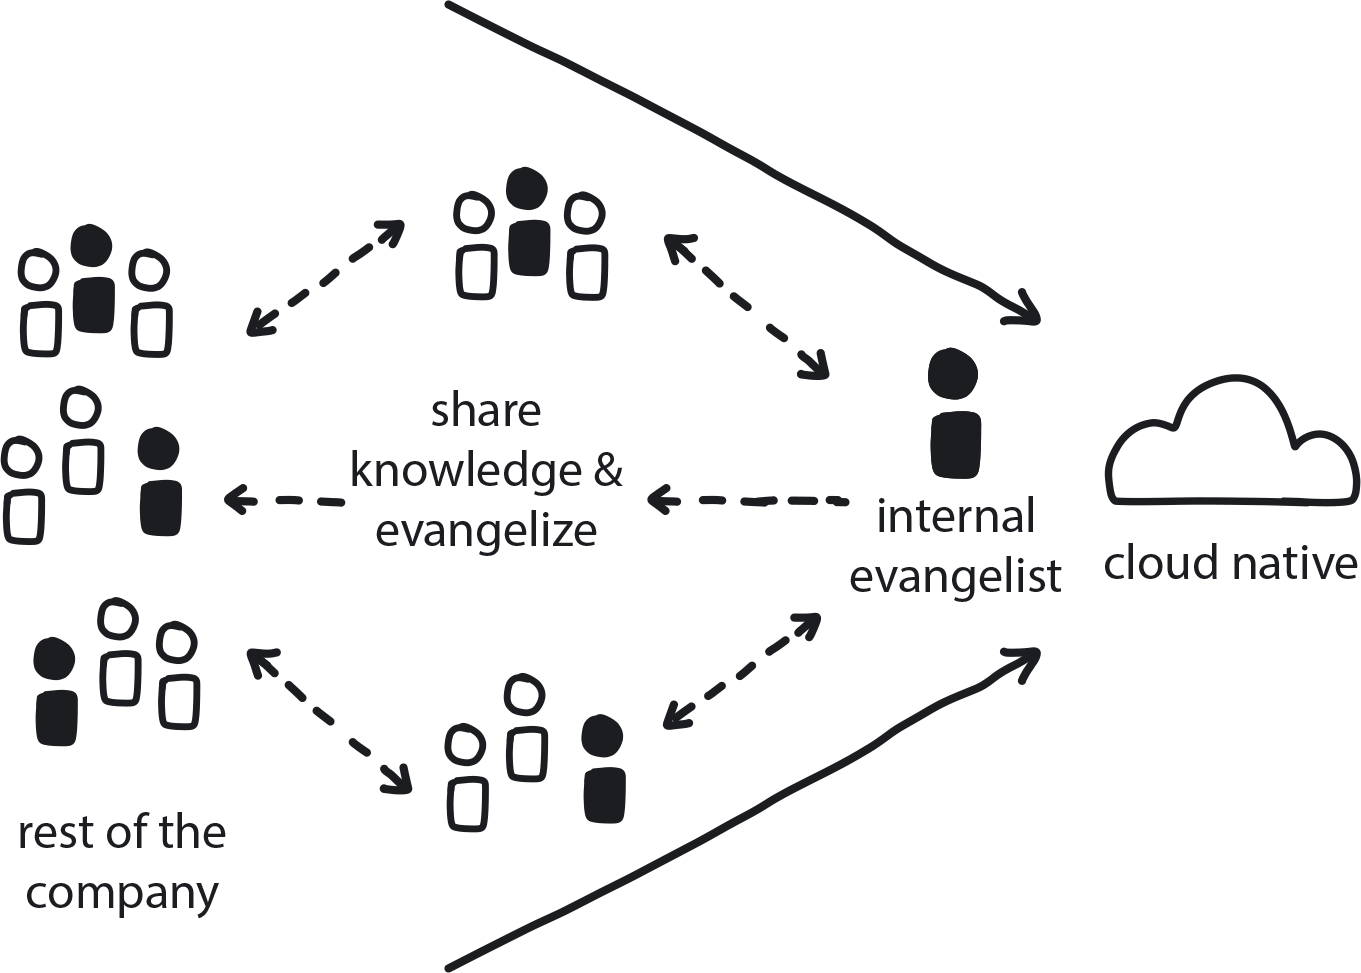 share
knowledge &
evangelize
internal
evangelist
cloud native
rest of the
company